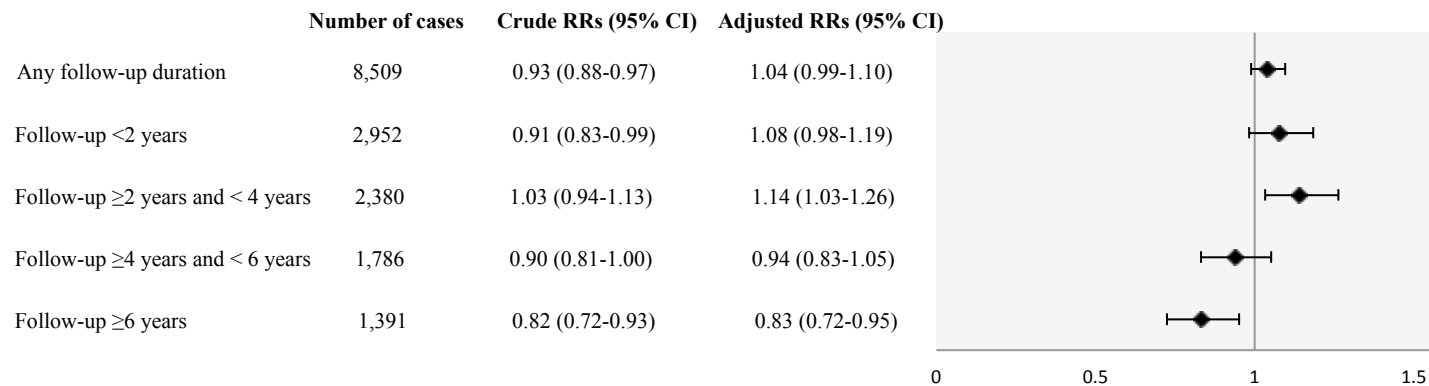 Number of cases Crude RRs (95% CI) Adjusted RRs (95% CI)
Any follow-up duration 8,509 0.93 (0.88-0.97) 1.04 (0.99-1.10)
Follow-up <2 years 2,952 0.91 (0.83-0.99) 1.08 (0.98-1.19)
Follow-up ≥2 years and < 4 years 2,380 1.03 (0.94-1.13) 1.14 (1.03-1.26)
Follow-up ≥4 years and < 6 years 1,786 0.90 (0.81-1.00) 0.94 (0.83-1.05)
Follow-up ≥6 years 1,391 0.82 (0.72-0.93) 0.83 (0.72-0.95)
0 0.5 1 1.5